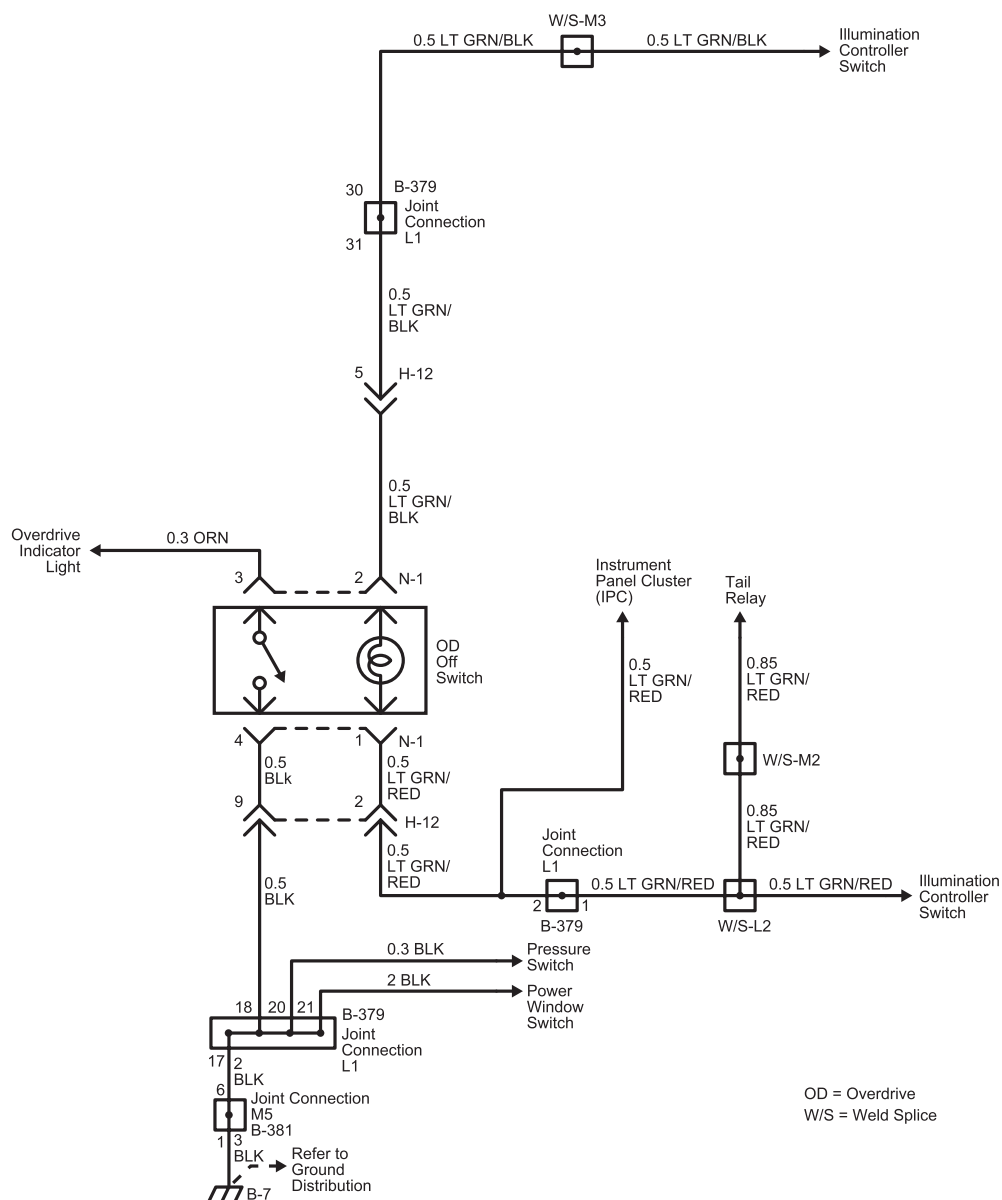 W/S-M3
0.5 LT GRN/BLK
0.5 LT GRN/BLK
Illumination
Controller
Switch
30
B-379
Joint
Connection
L1
31
0.5
LT GRN/
BLK
5
H-12
0.5
LT GRN/
BLK
Overdrive
Indicator
Light
0.3 ORN
3
2
N-1
OD
Off
Switch
Instrument
Panel Cluster
(IPC)
Tail
Relay
0.5
LT GRN/
RED
0.85
LT GRN/
RED
4
1
N-1
0.5
BLk
0.5
LT GRN/
RED
W/S-M2
9
2
H-12
0.85
LT GRN/
RED
0.5
LT GRN/
RED
Joint
Connection
L1
0.5
BLK
2
1
B-379
0.5 LT GRN/RED
0.5 LT GRN/RED
W/S-L2
Illumination
Controller
Switch
0.3 BLK
Pressure
Switch
2 BLK
Power
Window
Switch
18
20
21
B-379
Joint
Connection
L1
17
2
BLK
6
Joint Connection
M5
B-381
1
3
BLK
Refer to
Ground
Distribution
B-7
OD = Overdrive
W/S = Weld Splice